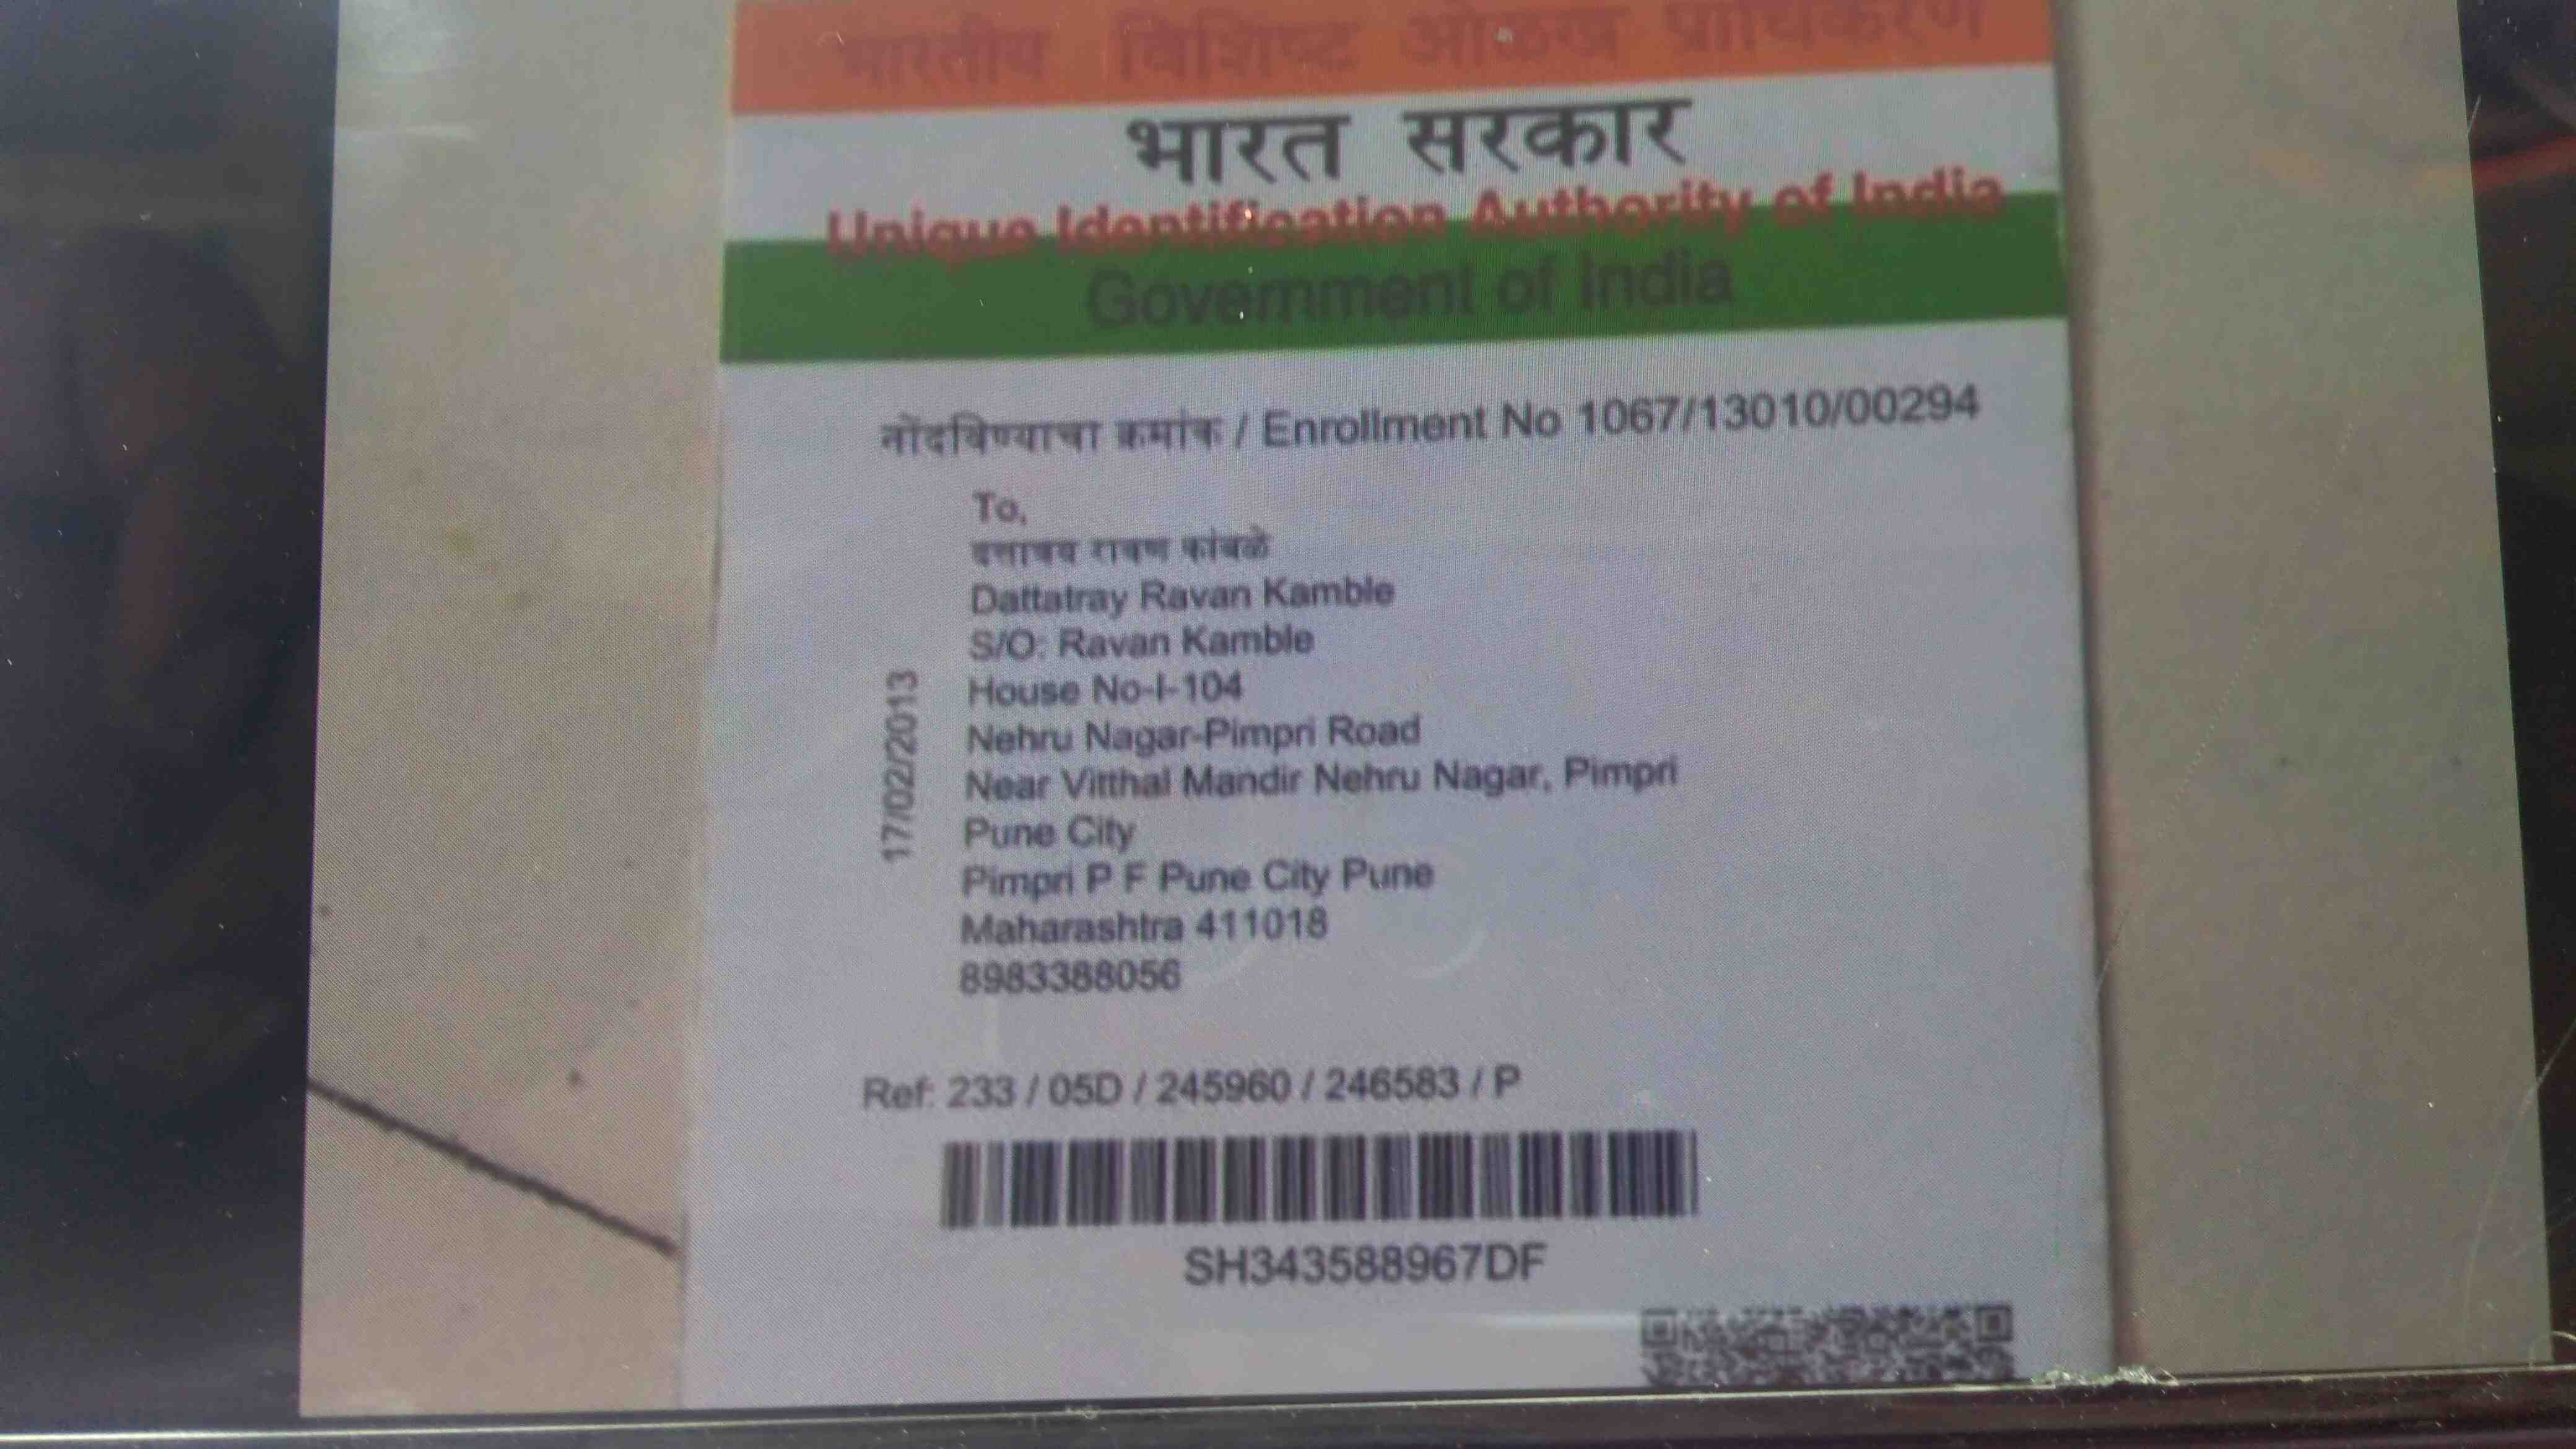 भारतीय विशिष्ट ओळख प्राधिकरण
भारत सरकार
Unique Identification Authority of India
Government of India
नोंदविण्याचा क्रमांक / Enrollment No 1067/13010/00294
To,
दत्तात्रय रावण कांबळे
Dattatray Ravan Kamble
S/O: Ravan Kamble
House No-I-104
Nehru Nagar-Pimpri Road
Near Vitthal Mandir Nehru Nagar, Pimpri
Pune City
Pimpri P F Pune City Pune
Maharashtra 411018
8983388056
17/02/2013
Ref: 233 / 05D / 245960 / 246583 / P
SH343588967DF